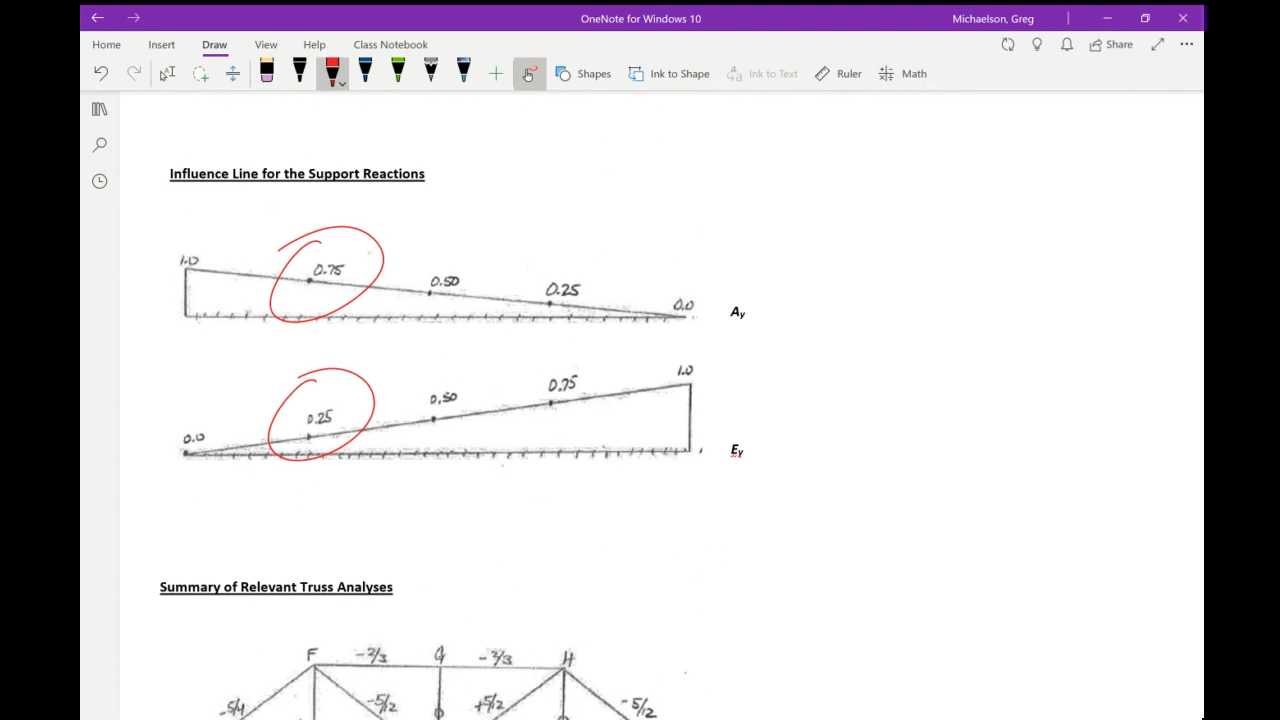 OneNote for Windows 10
Michaelson, Greg
Home Insert Draw View Help Class Notebook
Share
Shapes Ink to Shape Ink to Text Ruler Math
Influence Line for the Support Reactions
1.0 0.75 0.50 0.25 0.0
Ay
0.0 0.25 0.50 0.75 1.0
Ey
Summary of Relevant Truss Analyses
F -2/3 G -2/3 H
-5/4 -5/12 +5/12 -5/12